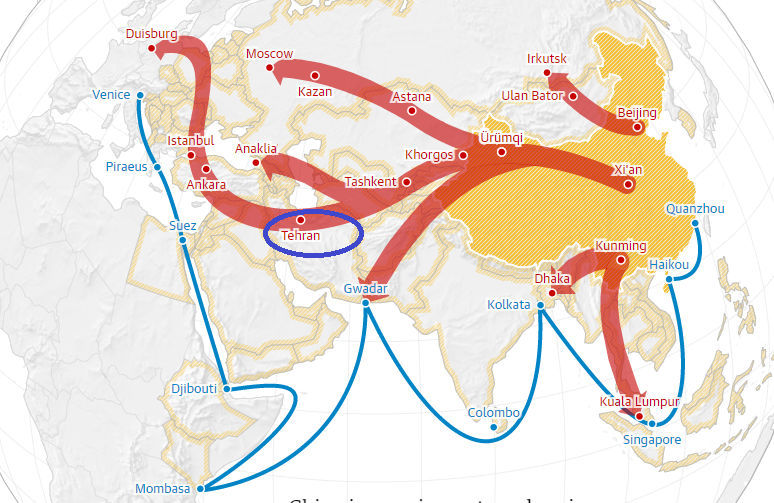 Duisburg
Moscow
Irkutsk
Venice
Kazan
Astana
Ulan Bator
Beijing
Istanbul
Anaklia
Ürümqi
Khorgos
Piraeus
Ankara
Tashkent
Xi'an
Suez
Tehran
Quanzhou
Kunming
Haikou
Dhaka
Gwadar
Kolkata
Djibouti
Kuala Lumpur
Colombo
Singapore
Mombasa